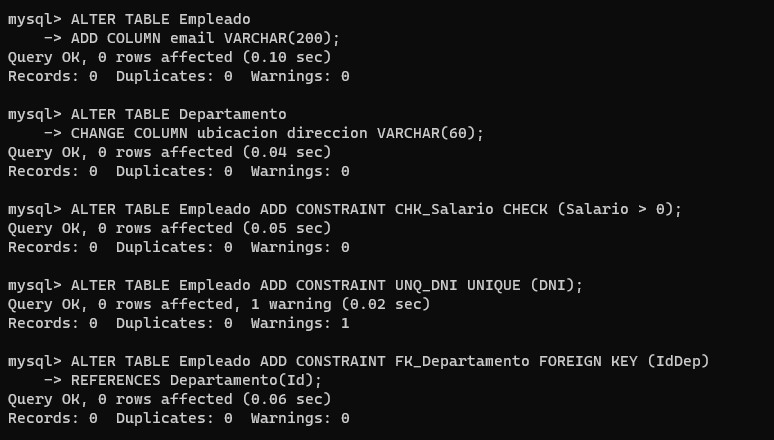 mysql> ALTER TABLE Empleado
    -> ADD COLUMN email VARCHAR(200);
Query OK, 0 rows affected (0.10 sec)
Records: 0  Duplicates: 0  Warnings: 0

mysql> ALTER TABLE Departamento
    -> CHANGE COLUMN ubicacion direccion VARCHAR(60);
Query OK, 0 rows affected (0.04 sec)
Records: 0  Duplicates: 0  Warnings: 0

mysql> ALTER TABLE Empleado ADD CONSTRAINT CHK_Salario CHECK (Salario > 0);
Query OK, 0 rows affected (0.05 sec)
Records: 0  Duplicates: 0  Warnings: 0

mysql> ALTER TABLE Empleado ADD CONSTRAINT UNQ_DNI UNIQUE (DNI);
Query OK, 0 rows affected, 1 warning (0.02 sec)
Records: 0  Duplicates: 0  Warnings: 1

mysql> ALTER TABLE Empleado ADD CONSTRAINT FK_Departamento FOREIGN KEY (IdDep)
    -> REFERENCES Departamento(Id);
Query OK, 0 rows affected (0.06 sec)
Records: 0  Duplicates: 0  Warnings: 0